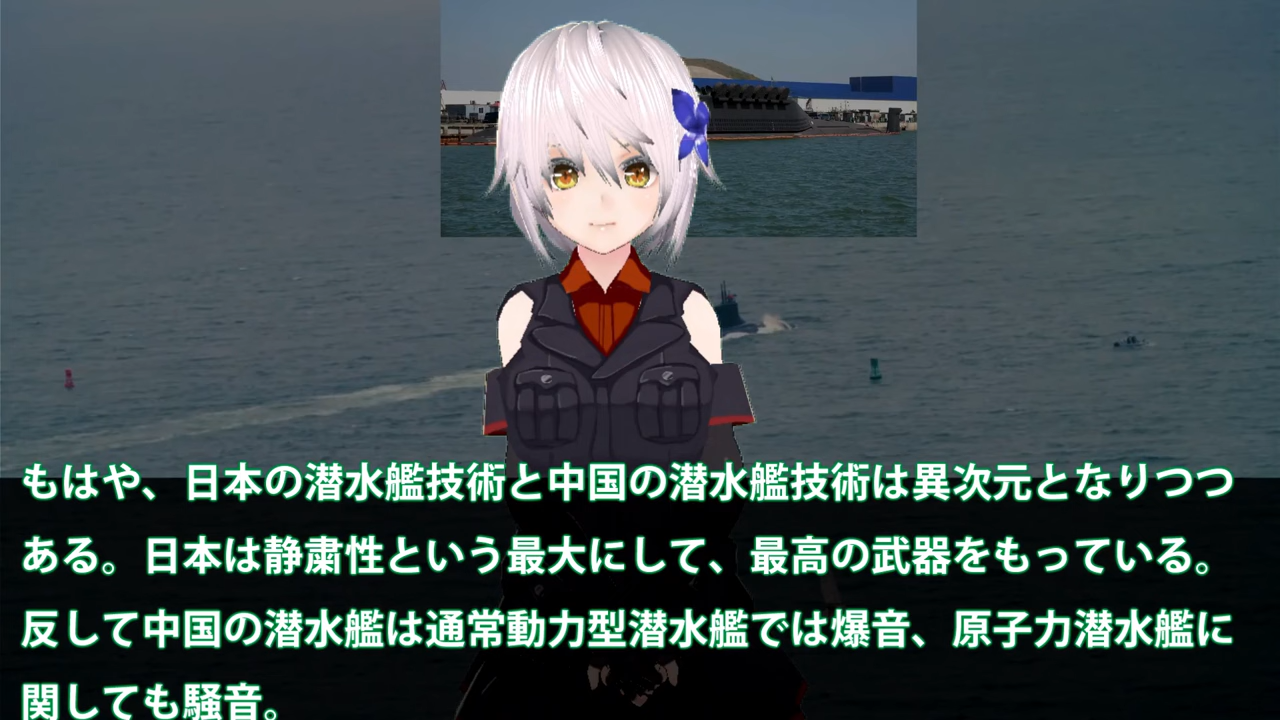 もはや、日本の潜水艦技術と中国の潜水艦技術は異次元となりつつ
ある。日本は静粛性という最大にして、最高の武器をもっている。
反して中国の潜水艦は通常動力型潜水艦では爆音、原子力潜水艦に
関しても騒音。